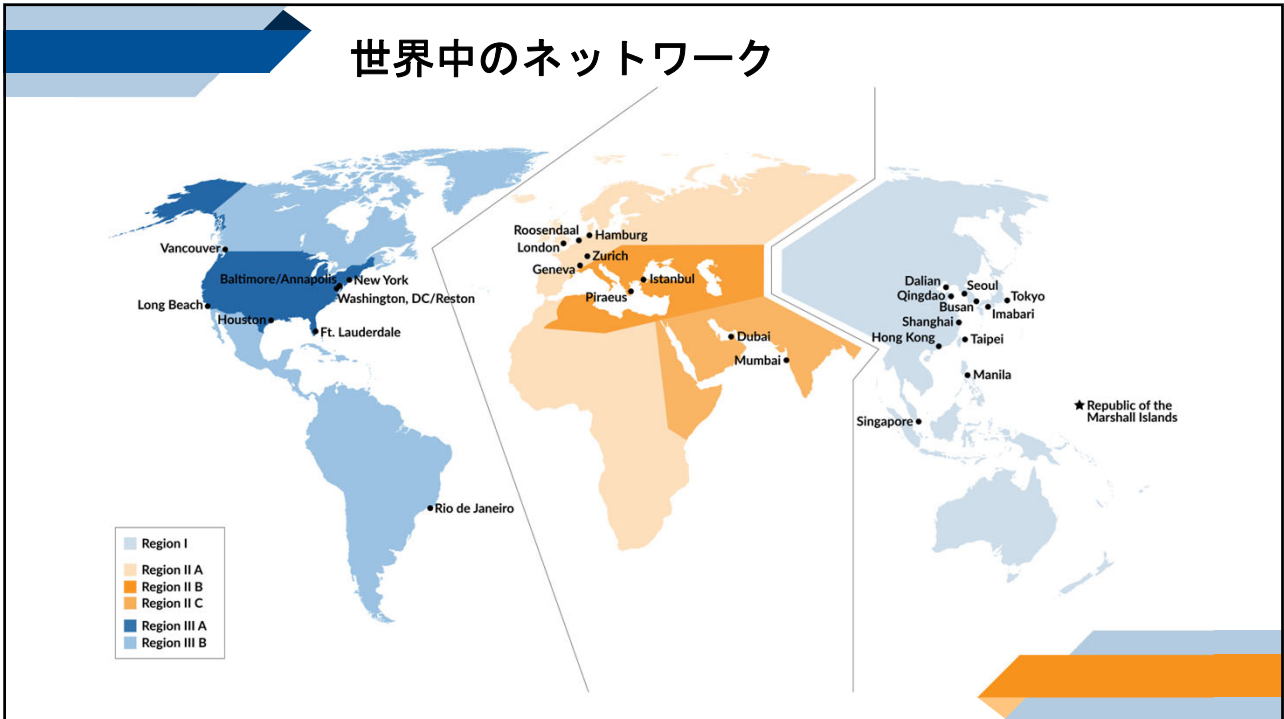 世界中のネットワーク
Vancouver
Baltimore/Annapolis
New York
Washington, DC/Reston
Long Beach
Houston
Ft. Lauderdale
Rio de Janeiro
Roosendaal
Hamburg
London
Zurich
Geneva
Istanbul
Piraeus
Dubai
Mumbai
Dalian
Seoul
Qingdao
Tokyo
Busan
Imabari
Shanghai
Hong Kong
Taipei
Manila
Singapore
Republic of the
Marshall Islands
Region I
Region II A
Region II B
Region II C
Region III A
Region III B